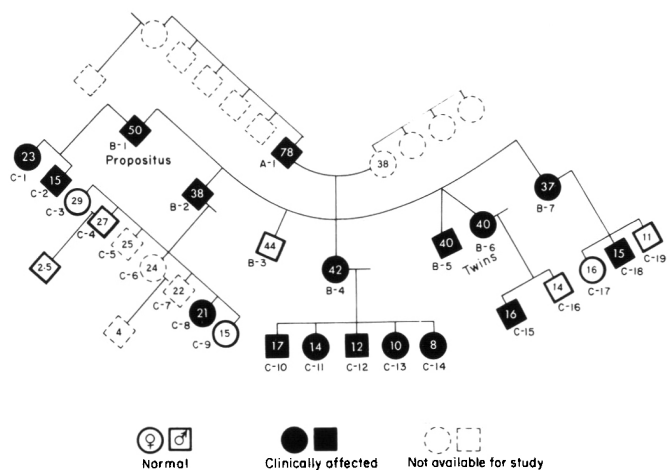 50
B-1
Propositus
23
C-1
15
C-2
29
C-3
27
C-4
25
C-5
24
C-6
22
C-7
21
C-8
15
C-9
2·5
4
38
B-2
78
A-1
38
44
B-3
42
B-4
40
B-5
40
B-6
Twins
37
B-7
17
C-10
14
C-11
12
C-12
10
C-13
8
C-14
16
C-15
14
C-16
16
C-17
15
C-18
11
C-19
♀ ♂
Normal
Clinically affected
Not available for study